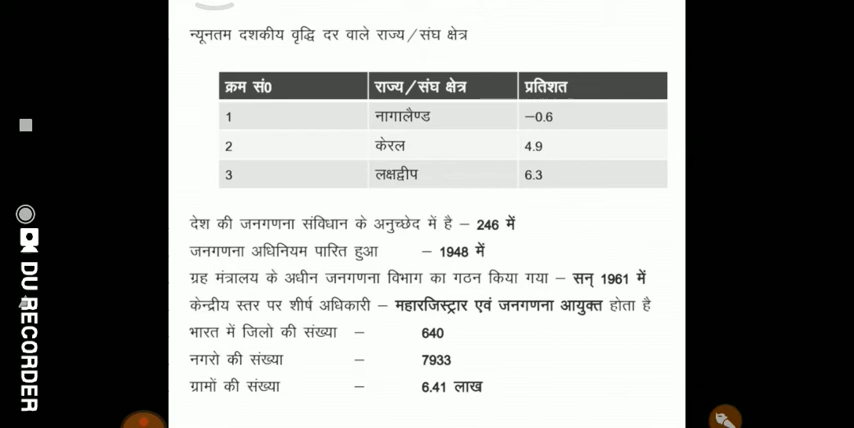 न्यूनतम दशकीय वृद्धि दर वाले राज्य/संघ क्षेत्र
क्रम सं0 राज्य/संघ क्षेत्र प्रतिशत
1 नागालैण्ड –0.6
2 केरल 4.9
3 लक्षद्वीप 6.3
देश की जनगणना संविधान के अनुच्छेद में है – 246 में
जनगणना अधिनियम पारित हुआ – 1948 में
ग्रह मंत्रालय के अधीन जनगणना विभाग का गठन किया गया – सन् 1961 में
केन्द्रीय स्तर पर शीर्ष अधिकारी – महारजिस्ट्रार एवं जनगणना आयुक्त होता है
भारत में जिलो की संख्या – 640
नगरो की संख्या – 7933
ग्रामों की संख्या – 6.41 लाख
DU RECORDER